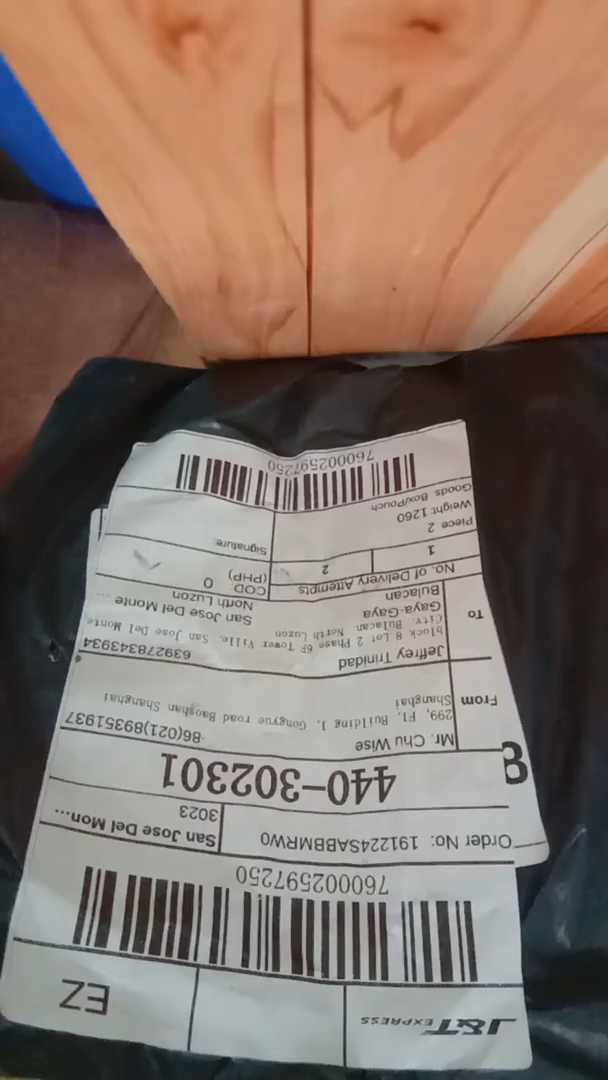 J&T EXPRESS
EZ
760002597250
Order No: 191224SABBMRW0
San Jose Del Mon...
3023
440-302301
8
From
Mr. Chu Wise
-86(021)89351937
299, F1, Building 1, Gongyue road Baoshan Shanghai
Shanghai
To
Jeffrey Trinidad
639278343934
block 8 Lot 2 Phase 6F Tower Ville, San Jose Del Monte
City, Bulacan North Luzon
Gaya-Gaya
San Jose Del Monte ...
Bulacan
North Luzon
No. of Delivery Attempts
COD (PHP) 0
1
2
Piece 2
Signature:
Weight 1260
Goods Box/Pouch
760002597250